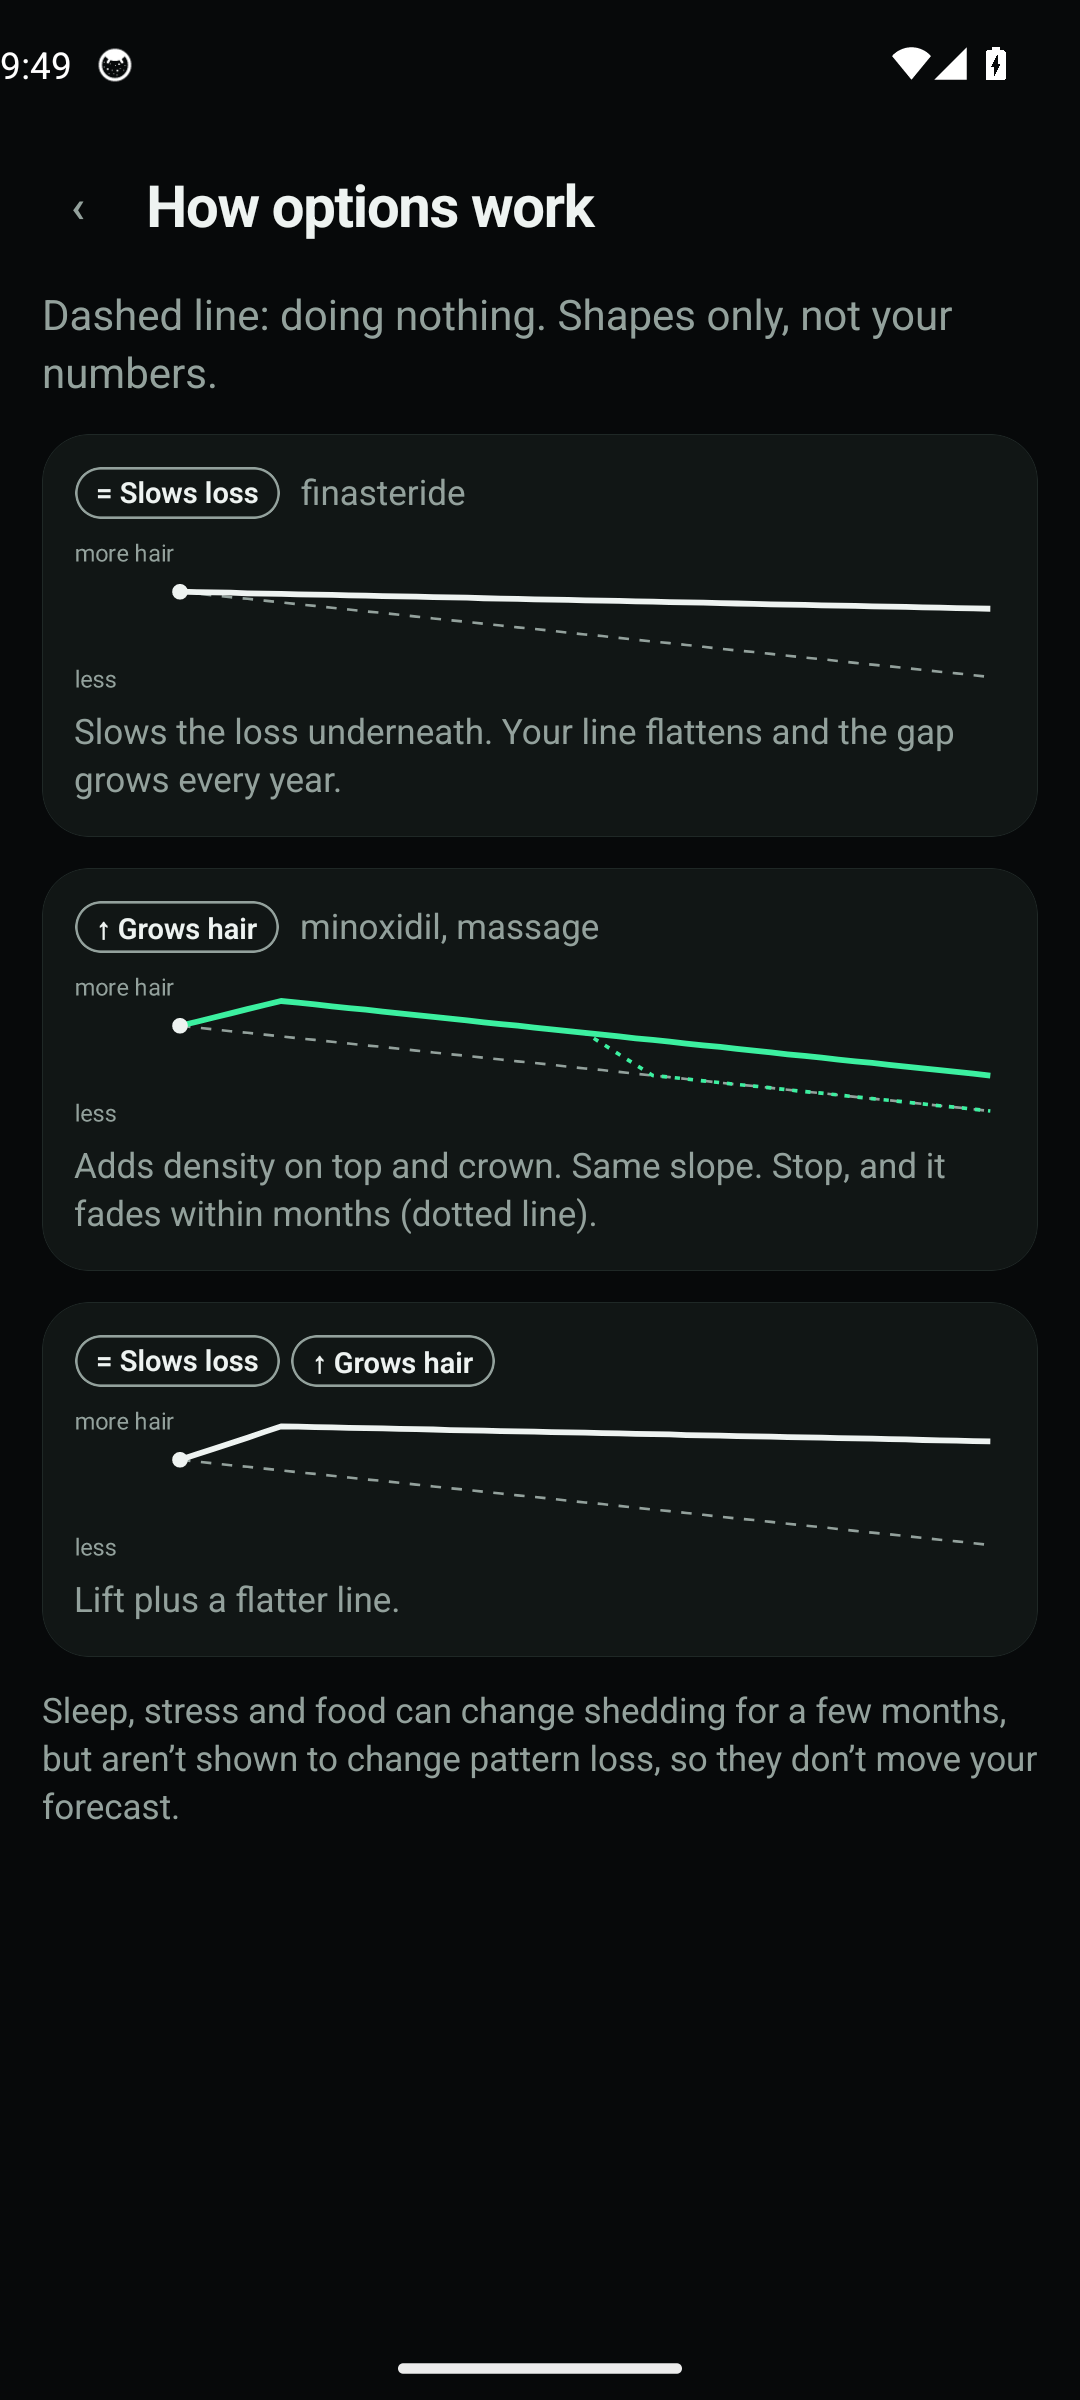 9:49
‹ How options work
Dashed line: doing nothing. Shapes only, not your
numbers.
= Slows loss finasteride
more hair
less
Slows the loss underneath. Your line flattens and the gap
grows every year.
↑ Grows hair minoxidil, massage
more hair
less
Adds density on top and crown. Same slope. Stop, and it
fades within months (dotted line).
= Slows loss ↑ Grows hair
more hair
less
Lift plus a flatter line.
Sleep, stress and food can change shedding for a few months,
but aren’t shown to change pattern loss, so they don’t move your
forecast.